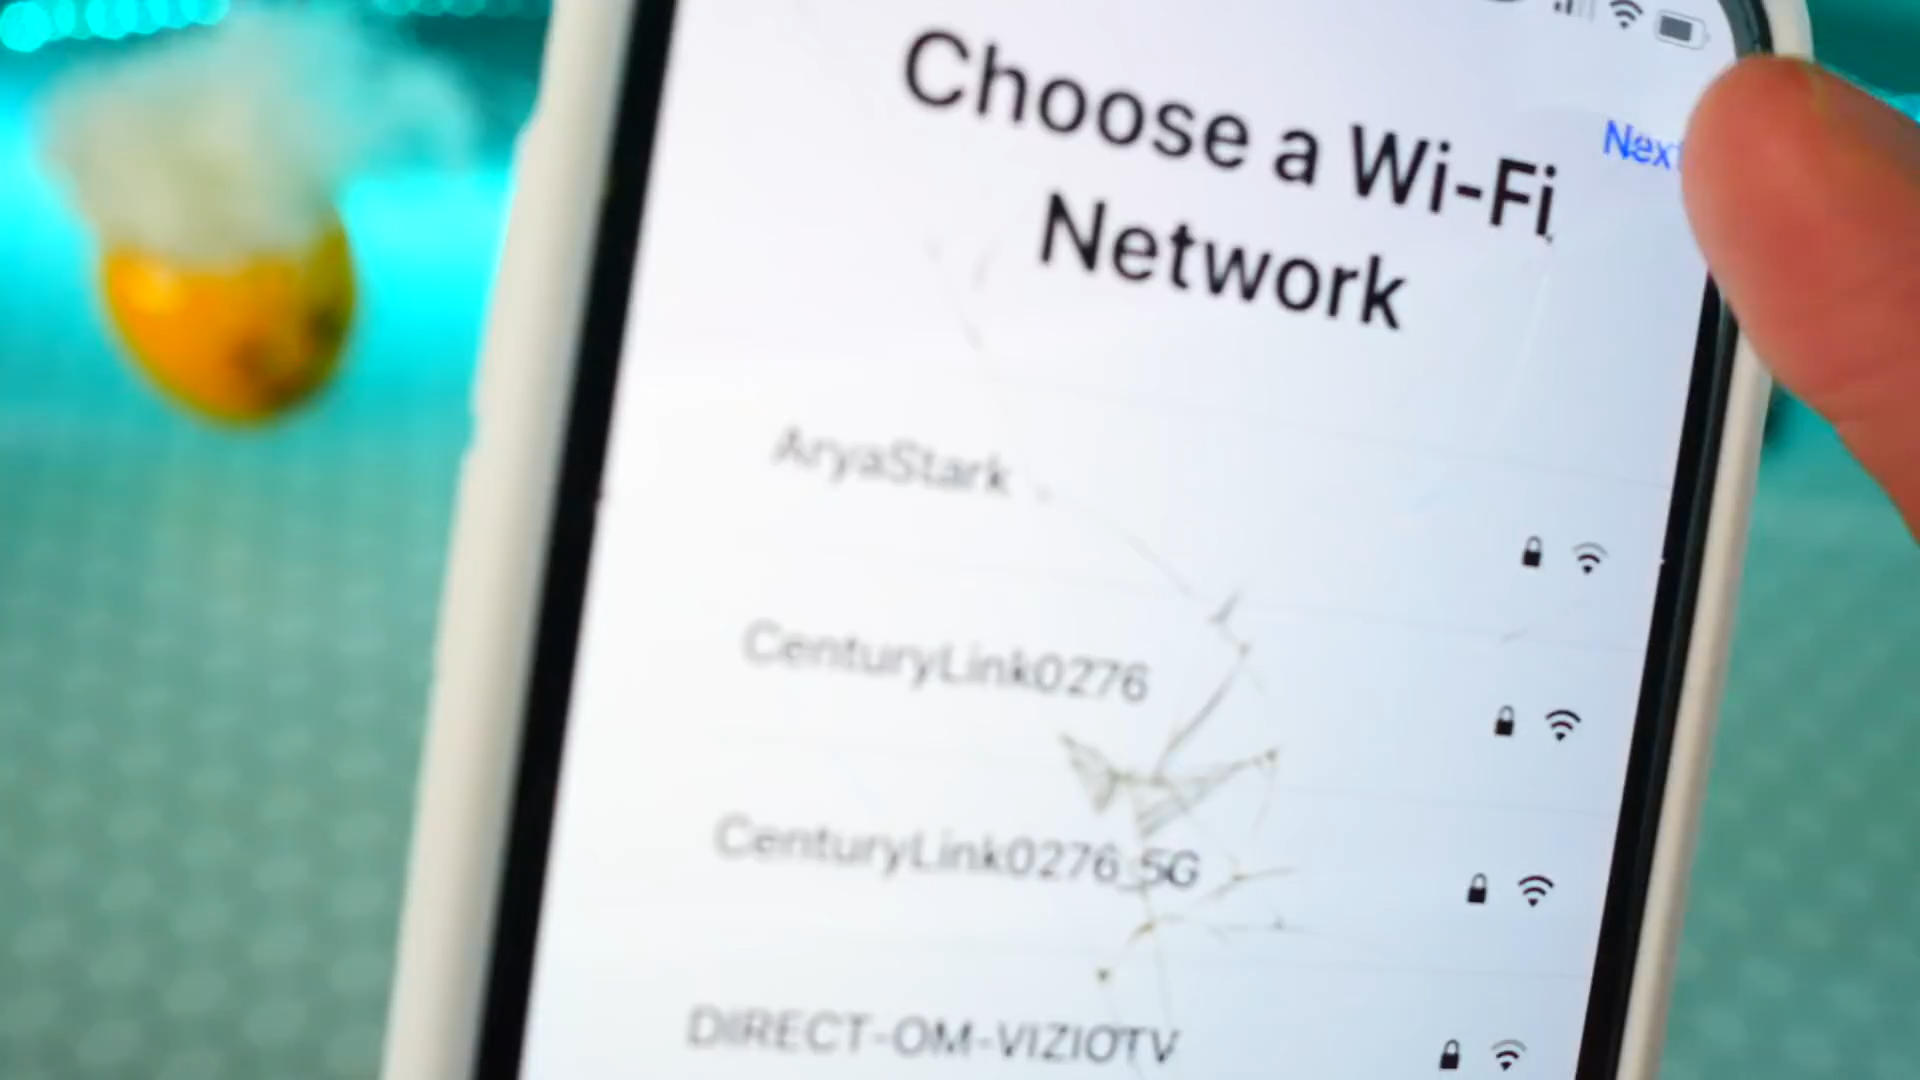 Choose a Wi-Fi
Network
Next
AryaStark
CenturyLink0276
CenturyLink0276_5G
DIRECT-OM-VIZIOTV